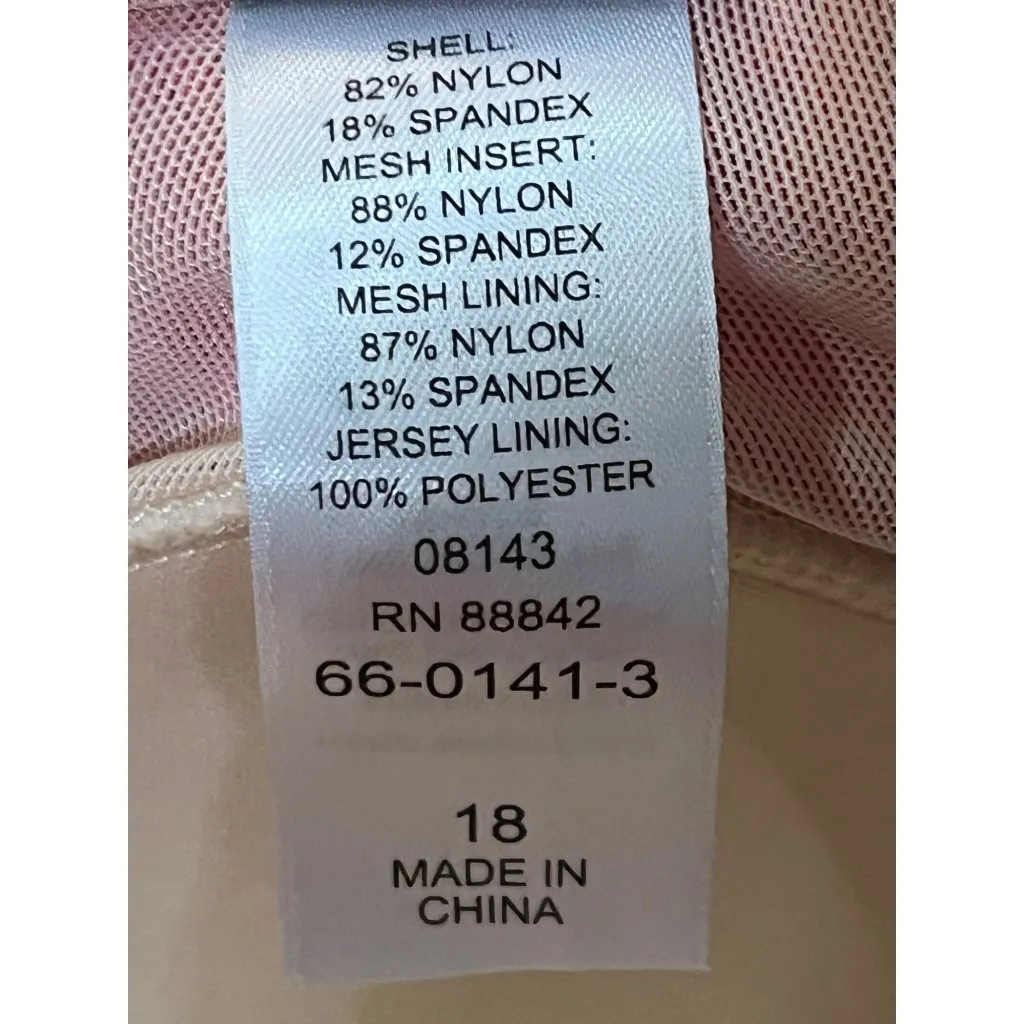 SHELL:
82% NYLON
18% SPANDEX
MESH INSERT:
88% NYLON
12% SPANDEX
MESH LINING:
87% NYLON
13% SPANDEX
JERSEY LINING:
100% POLYESTER
08143
RN 88842
66-0141-3
18
MADE IN
CHINA